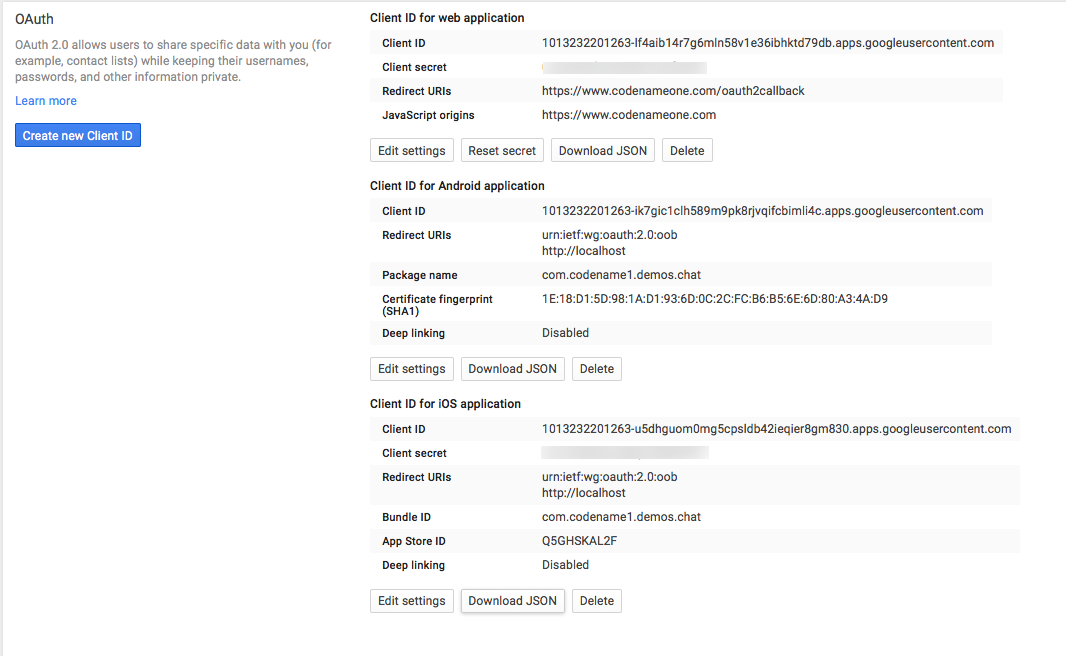 OAuth
OAuth 2.0 allows users to share specific data with you (for
example, contact lists) while keeping their usernames,
passwords, and other information private.
Learn more
Create new Client ID
Client ID for web application
Client ID 1013232201263-lf4aib14r7g6mln58v1e36ibhktd79db.apps.googleusercontent.com
Client secret
Redirect URIs https://www.codenameone.com/oauth2callback
JavaScript origins https://www.codenameone.com
Edit settings Reset secret Download JSON Delete
Client ID for Android application
Client ID 1013232201263-ik7gic1clh589m9pk8rjvqifcbimli4c.apps.googleusercontent.com
Redirect URIs urn:ietf:wg:oauth:2.0:oob
http://localhost
Package name com.codename1.demos.chat
Certificate fingerprint 1E:18:D1:5D:98:1A:D1:93:6D:0C:2C:FC:B6:B5:6E:6D:80:A3:4A:D9
(SHA1)
Deep linking Disabled
Edit settings Download JSON Delete
Client ID for iOS application
Client ID 1013232201263-u5dhguom0mg5cpsldb42ieqier8gm830.apps.googleusercontent.com
Client secret
Redirect URIs urn:ietf:wg:oauth:2.0:oob
http://localhost
Bundle ID com.codename1.demos.chat
App Store ID Q5GHSKAL2F
Deep linking Disabled
Edit settings Download JSON Delete